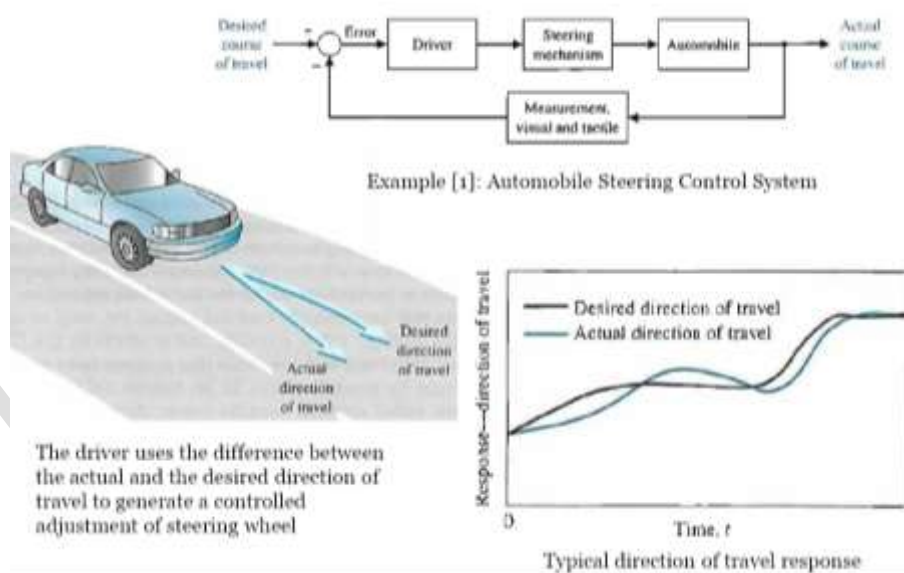 Desired
course
of travel
Error
Driver
Steering
mechanism
Automobile
Actual
course
of travel
Measurement,
visual and tactile
Example [1]: Automobile Steering Control System
Desired
direction
of travel
Actual
direction
of travel
The driver uses the difference between
the actual and the desired direction of
travel to generate a controlled
adjustment of steering wheel
Response—direction of travel
Desired direction of travel
Actual direction of travel
0
Time, t
Typical direction of travel response